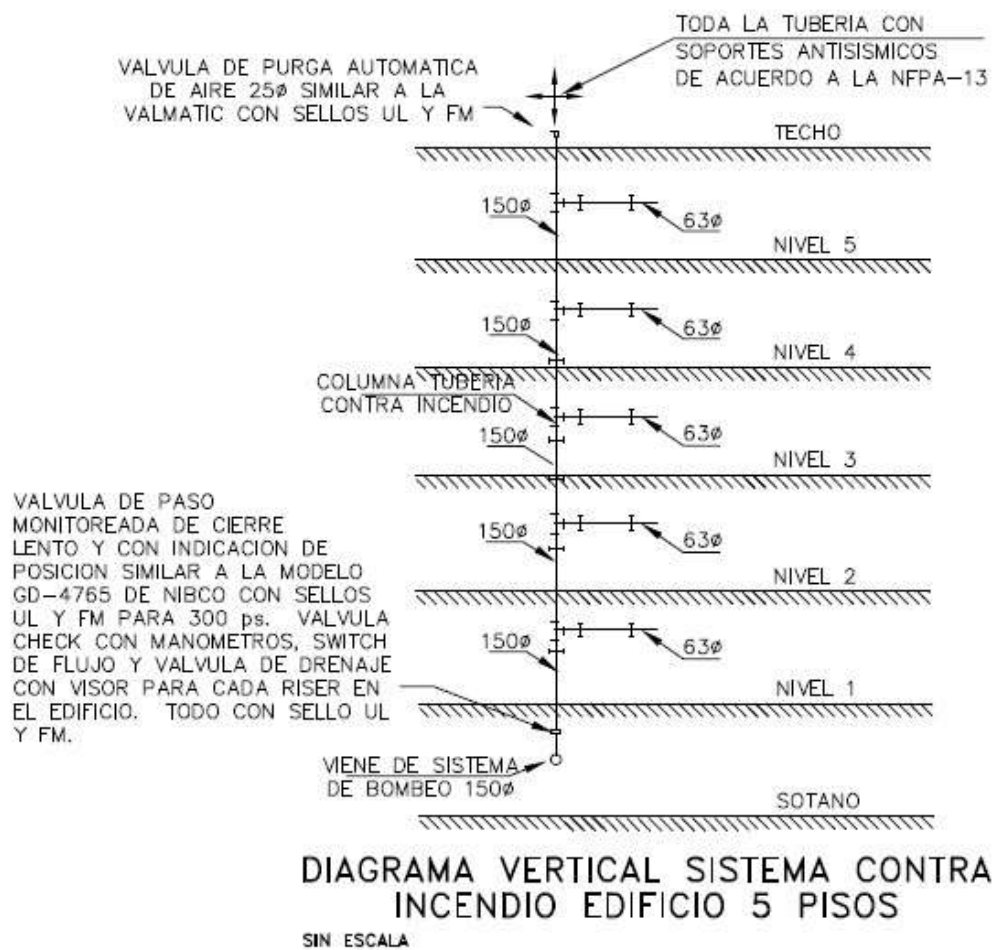 TODA LA TUBERIA CON
SOPORTES ANTISISMICOS
DE ACUERDO A LA NFPA-13
VALVULA DE PURGA AUTOMATICA
DE AIRE 25ø SIMILAR A LA
VALMATIC CON SELLOS UL Y FM
TECHO
150ø
63ø
NIVEL 5
150ø
63ø
NIVEL 4
COLUMNA TUBERIA
CONTRA INCENDIO
150ø
63ø
NIVEL 3
VALVULA DE PASO
MONITOREADA DE CIERRE
LENTO Y CON INDICACION DE
POSICION SIMILAR A LA MODELO
GD-4765 DE NIBCO CON SELLOS
UL Y FM PARA 300 ps. VALVULA
CHECK CON MANOMETROS, SWITCH
DE FLUJO Y VALVULA DE DRENAJE
CON VISOR PARA CADA RISER EN
EL EDIFICIO. TODO CON SELLO UL
Y FM.
150ø
63ø
NIVEL 2
150ø
63ø
NIVEL 1
VIENE DE SISTEMA
DE BOMBEO 150ø
SOTANO
DIAGRAMA VERTICAL SISTEMA CONTRA
INCENDIO EDIFICIO 5 PISOS
SIN ESCALA